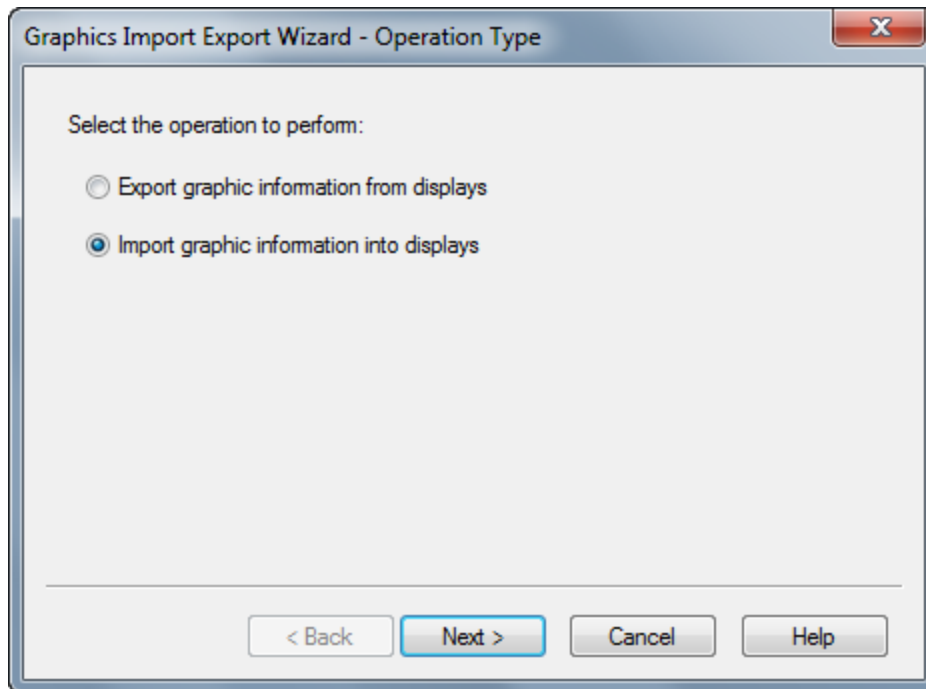 Graphics Import Export Wizard - Operation Type
Select the operation to perform:
Export graphic information from displays
Import graphic information into displays
< Back Next > Cancel Help